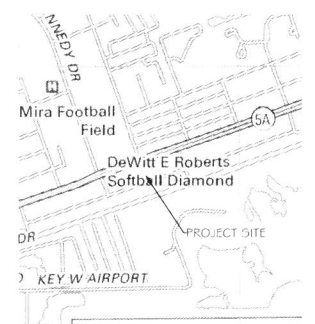 NNEDY DR
H
Mira Football
Field
5A
DeWitt E Roberts
Softball Diamond
PROJECT SITE
DR
KEY W AIRPORT